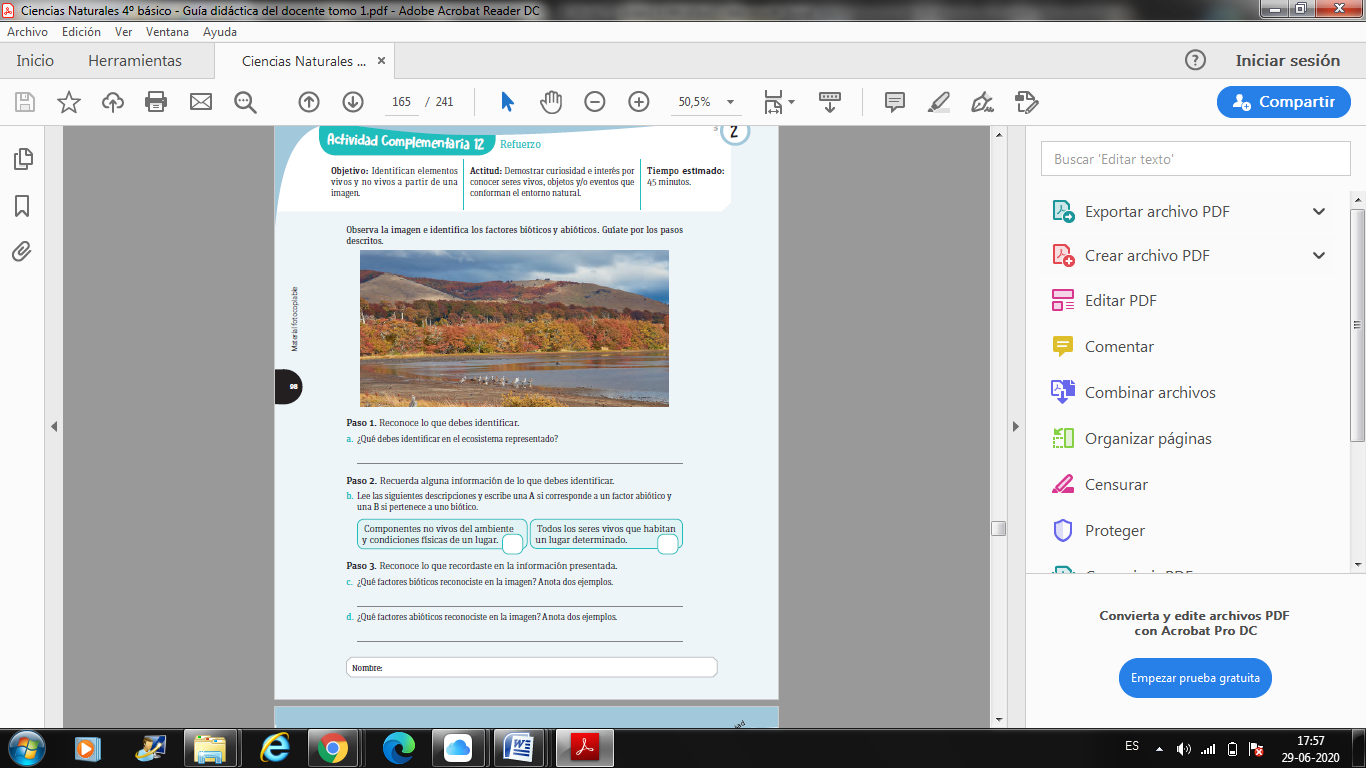 Ciencias Naturales 4º básico - Guía didáctica del docente tomo 1.pdf - Adobe Acrobat Reader DC
Archivo Edición Ver Ventana Ayuda
Inicio Herramientas Ciencias Naturales ... ×
Iniciar sesión
165 / 241
50,5%
Compartir
Actividad Complementaria 12 Refuerzo
2
Objetivo: Identifican elementos
vivos y no vivos a partir de una
imagen.
Actitud: Demostrar curiosidad e interés por
conocer seres vivos, objetos y/o eventos que
conforman el entorno natural.
Tiempo estimado:
45 minutos.
Observa la imagen e identifica los factores bióticos y abióticos. Guíate por los pasos
descritos.
Material fotocopiable
98
Paso 1. Reconoce lo que debes identificar.
a. ¿Qué debes identificar en el ecosistema representado?
Paso 2. Recuerda alguna información de lo que debes identificar.
b. Lee las siguientes descripciones y escribe una A si corresponde a un factor abiótico y
una B si pertenece a uno biótico.
Componentes no vivos del ambiente
y condiciones físicas de un lugar.
Todos los seres vivos que habitan
un lugar determinado.
Paso 3. Reconoce lo que recordaste en la información presentada.
c. ¿Qué factores bióticos reconociste en la imagen? Anota dos ejemplos.
d. ¿Qué factores abióticos reconociste en la imagen? Anota dos ejemplos.
Nombre:
Buscar 'Editar texto'
Exportar archivo PDF
Crear archivo PDF
Editar PDF
Comentar
Combinar archivos
Organizar páginas
Censurar
Proteger
Convierta y edite archivos PDF
con Acrobat Pro DC
Empezar prueba gratuita
ES
17:57
29-06-2020